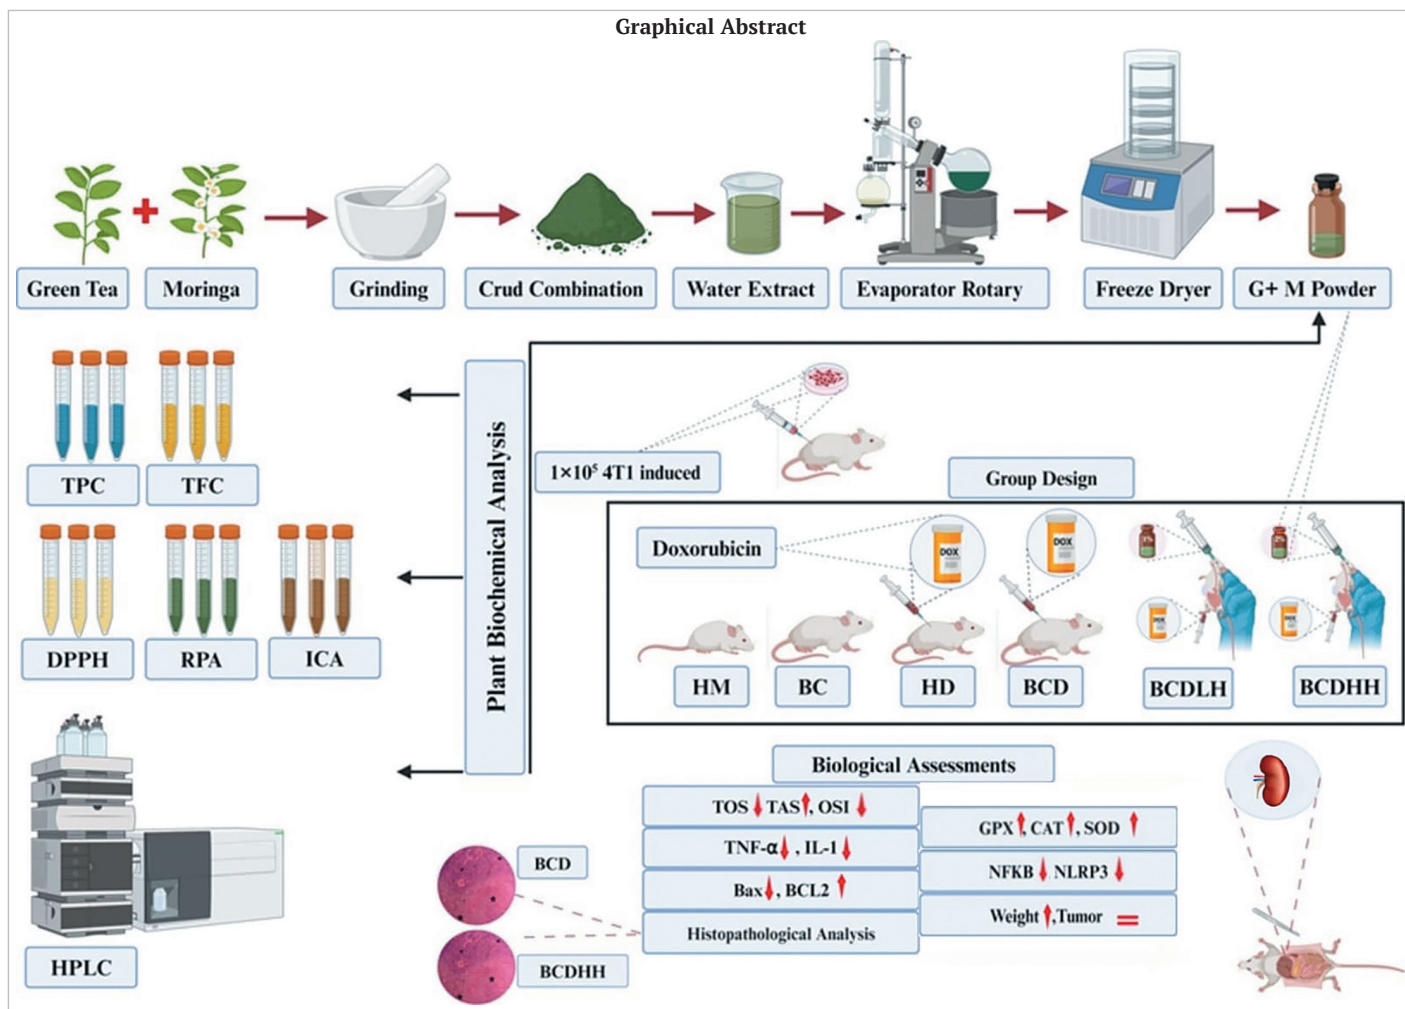 Graphical Abstract
Green Tea
Moringa
Grinding
Crud Combination
Water Extract
Evaporator Rotary
Freeze Dryer
G+ M Powder
TPC
TFC
DPPH
RPA
ICA
HPLC
Plant Biochemical Analysis
1×10⁵ 4T1 induced
Group Design
Doxorubicin
DOX
DOX
1%
2%
HM
BC
HD
BCD
BCDLH
BCDHH
Biological Assessments
TOS ↓ TAS ↑, OSI ↓
TNF-α ↓, IL-1 ↓
Bax ↓, BCL2 ↑
Histopathological Analysis
GPX ↑, CAT ↑, SOD ↑
NFKB ↓ NLRP3 ↓
Weight ↑, Tumor =
BCD
BCDHH